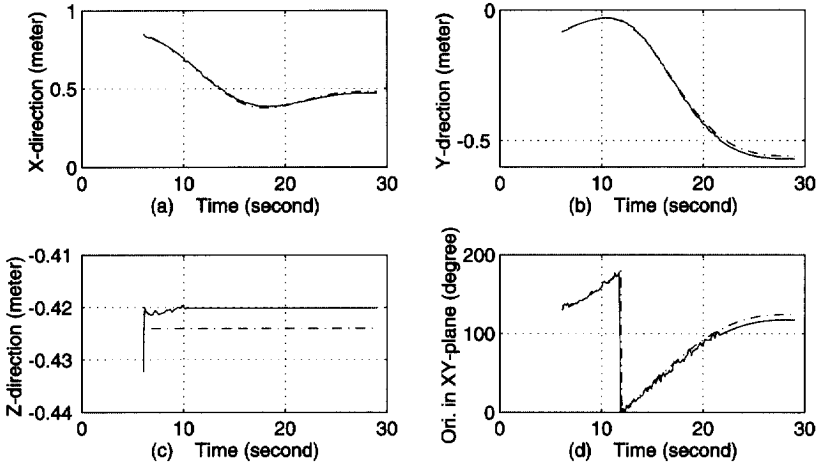 1
0.5
0
X-direction (meter)
0 10 20 30
(a) Time (second)
0
-0.5
Y-drection (meter)
0 10 20 30
(b) Time (second)
-0.41
-0.42
-0.43
-0.44
Z-direction (meter)
0 10 20 30
(c) Time (second)
200
100
0
Ori. in XY-plane (degree)
0 10 20 30
(d) Time (second)